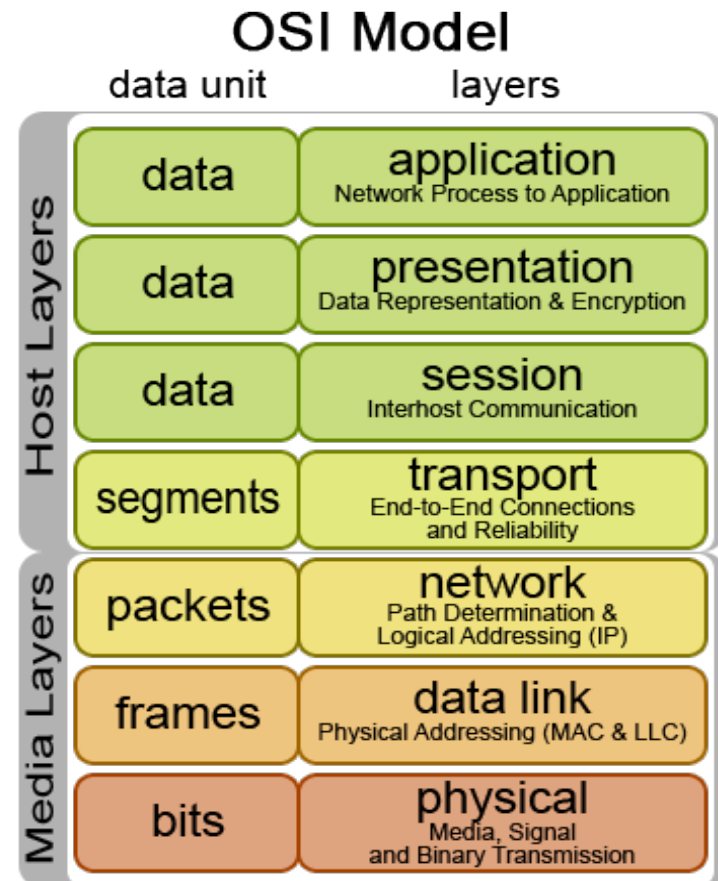 OSI Model
data unit layers
Host Layers
data application
Network Process to Application
data presentation
Data Representation & Encryption
data session
Interhost Communication
segments transport
End-to-End Connections
and Reliability
Media Layers
packets network
Path Determination &
Logical Addressing (IP)
frames data link
Physical Addressing (MAC & LLC)
bits physical
Media, Signal
and Binary Transmission